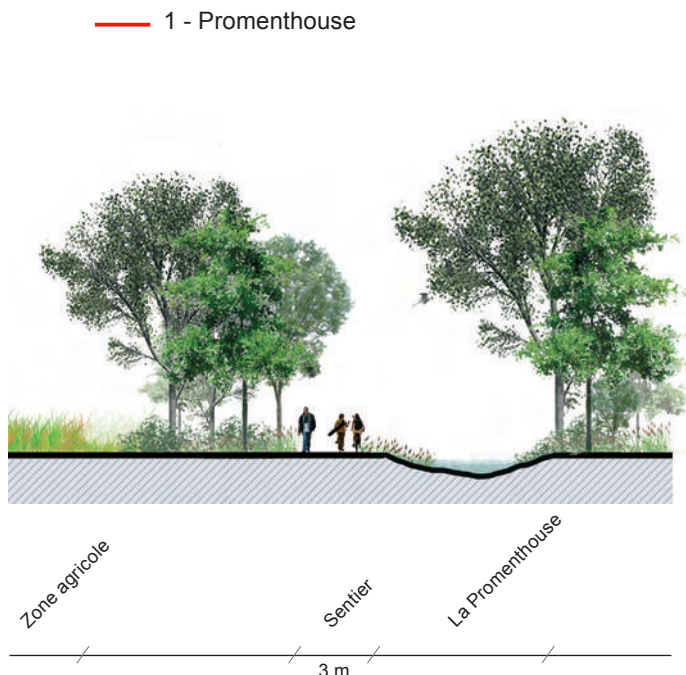 1 - Promenthouse
Zone agricole
Sentier
La Promenthouse
3 m